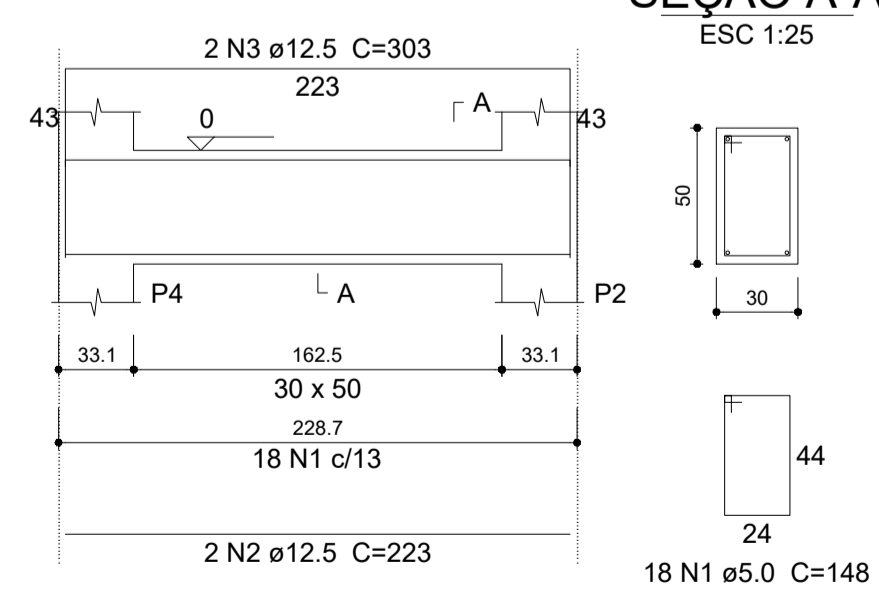 SEÇÃO A-A
ESC 1:25
2 N3 ø12.5 C=303
223
43
0
A
43
50
P4
A
P2
30
33.1
162.5
33.1
30 x 50
228.7
18 N1 c/13
44
24
2 N2 ø12.5 C=223
18 N1 ø5.0 C=148